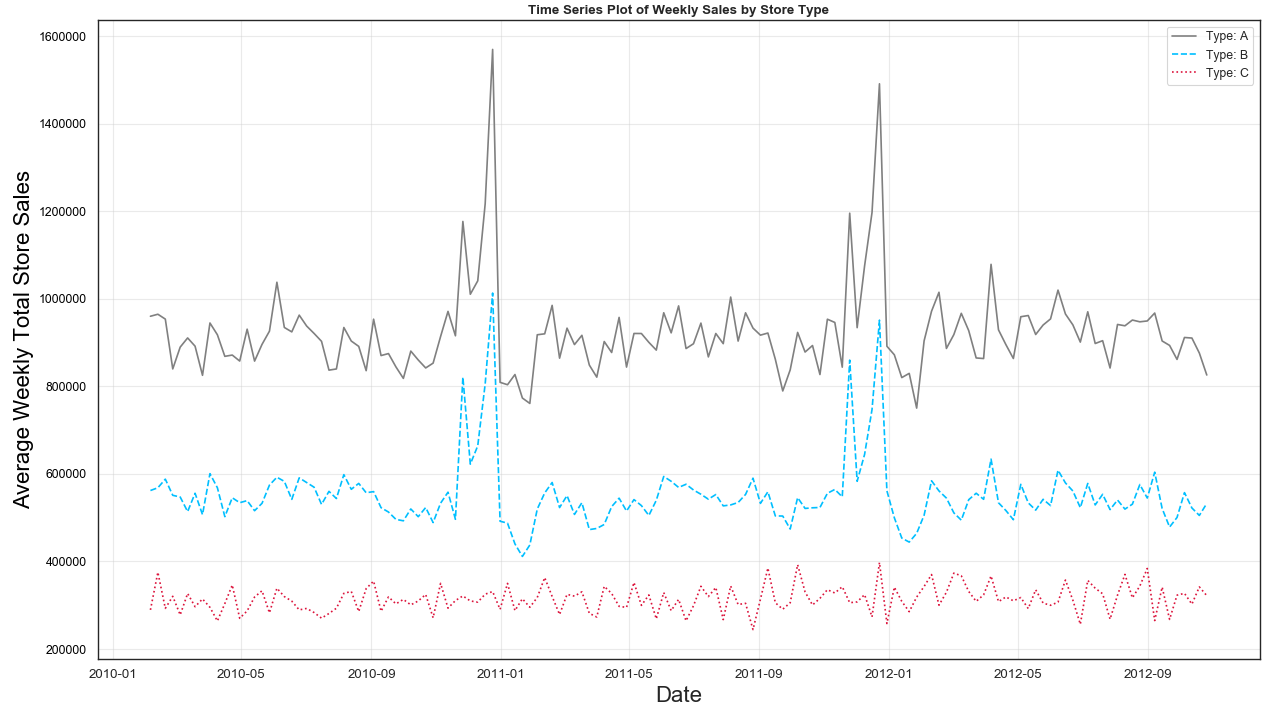 Time Series Plot of Weekly Sales by Store Type
Type: A
Type: B
Type: C
Average Weekly Total Store Sales
1600000
1400000
1200000
1000000
800000
600000
400000
200000
2010-01 2010-05 2010-09 2011-01 2011-05 2011-09 2012-01 2012-05 2012-09
Date